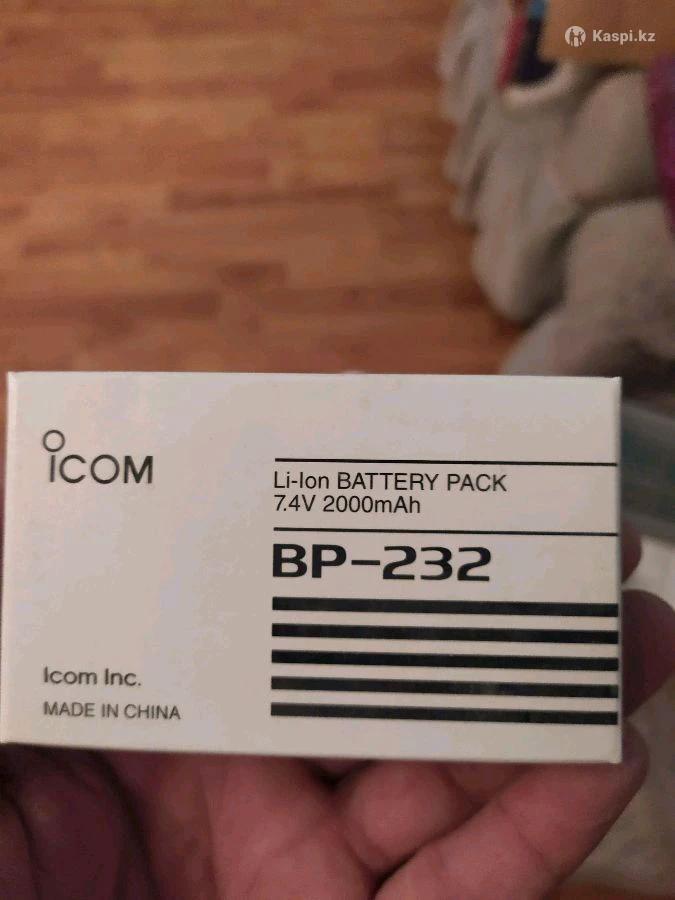 Kaspi.kz
ICOM
Li-Ion BATTERY PACK
7.4V 2000mAh
BP-232
Icom Inc.
MADE IN CHINA